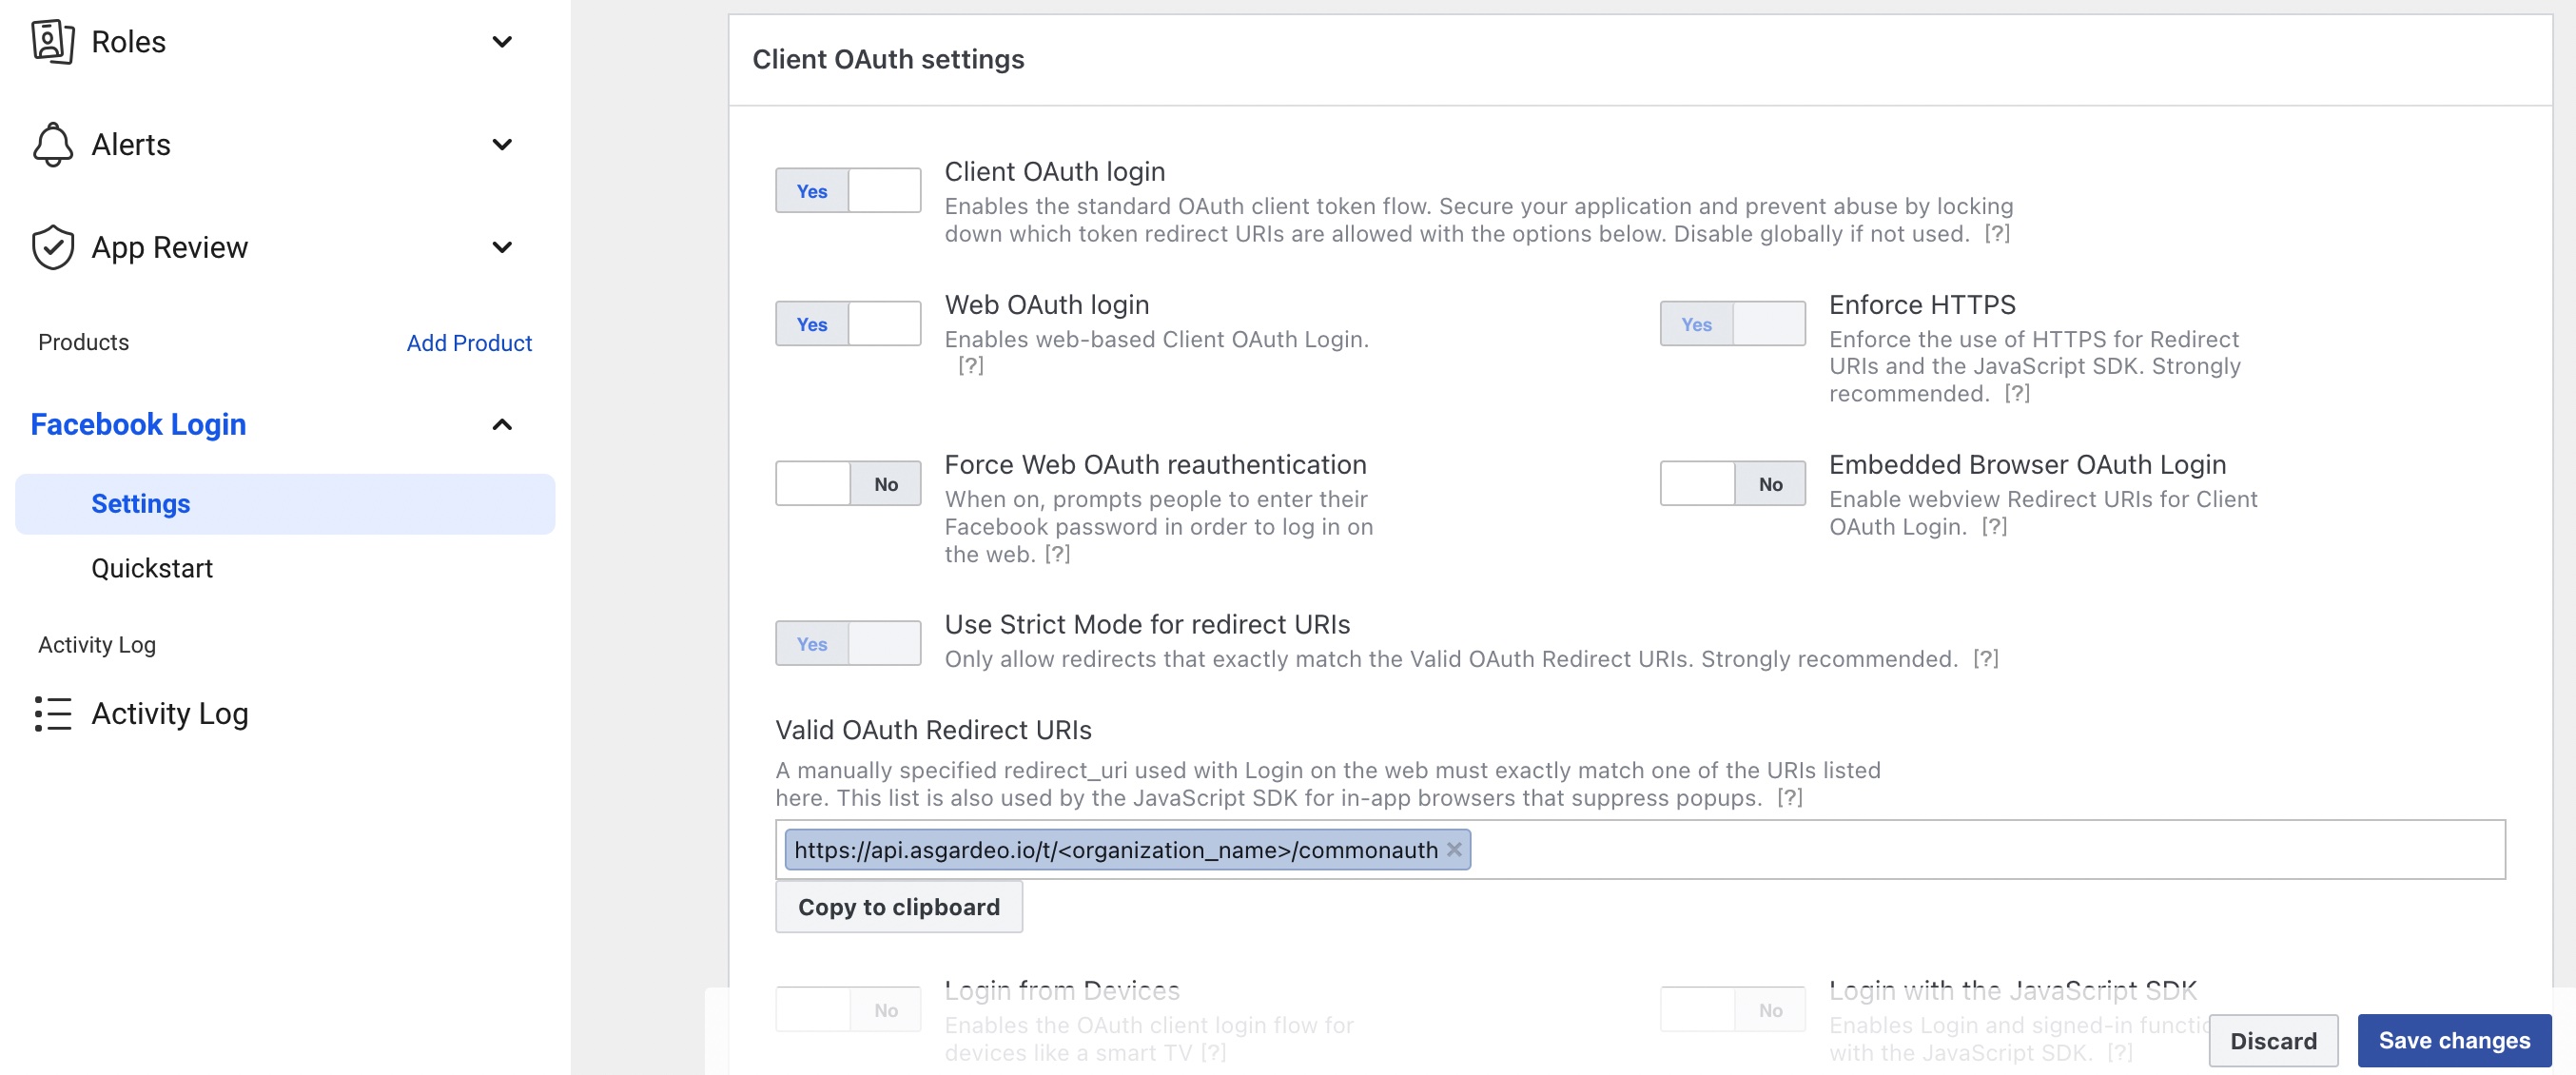 Roles
Alerts
App Review
Products
Add Product
Facebook Login
Settings
Quickstart
Activity Log
Activity Log
Client OAuth settings
Yes
Client OAuth login
Enables the standard OAuth client token flow. Secure your application and prevent abuse by locking
down which token redirect URIs are allowed with the options below. Disable globally if not used. [?]
Yes
Web OAuth login
Enables web-based Client OAuth Login.
[?]
Yes
Enforce HTTPS
Enforce the use of HTTPS for Redirect
URIs and the JavaScript SDK. Strongly
recommended. [?]
No
Force Web OAuth reauthentication
When on, prompts people to enter their
Facebook password in order to log in on
the web. [?]
No
Embedded Browser OAuth Login
Enable webview Redirect URIs for Client
OAuth Login. [?]
Yes
Use Strict Mode for redirect URIs
Only allow redirects that exactly match the Valid OAuth Redirect URIs. Strongly recommended. [?]
Valid OAuth Redirect URIs
A manually specified redirect_uri used with Login on the web must exactly match one of the URIs listed
here. This list is also used by the JavaScript SDK for in-app browsers that suppress popups. [?]
https://api.asgardeo.io/t/<organization_name>/commonauth
Copy to clipboard
No
Login from Devices
Enables the OAuth client login flow for
devices like a smart TV [?]
No
Login with the JavaScript SDK
Enables Login and signed-in functio
with the JavaScript SDK. [?]
Discard
Save changes